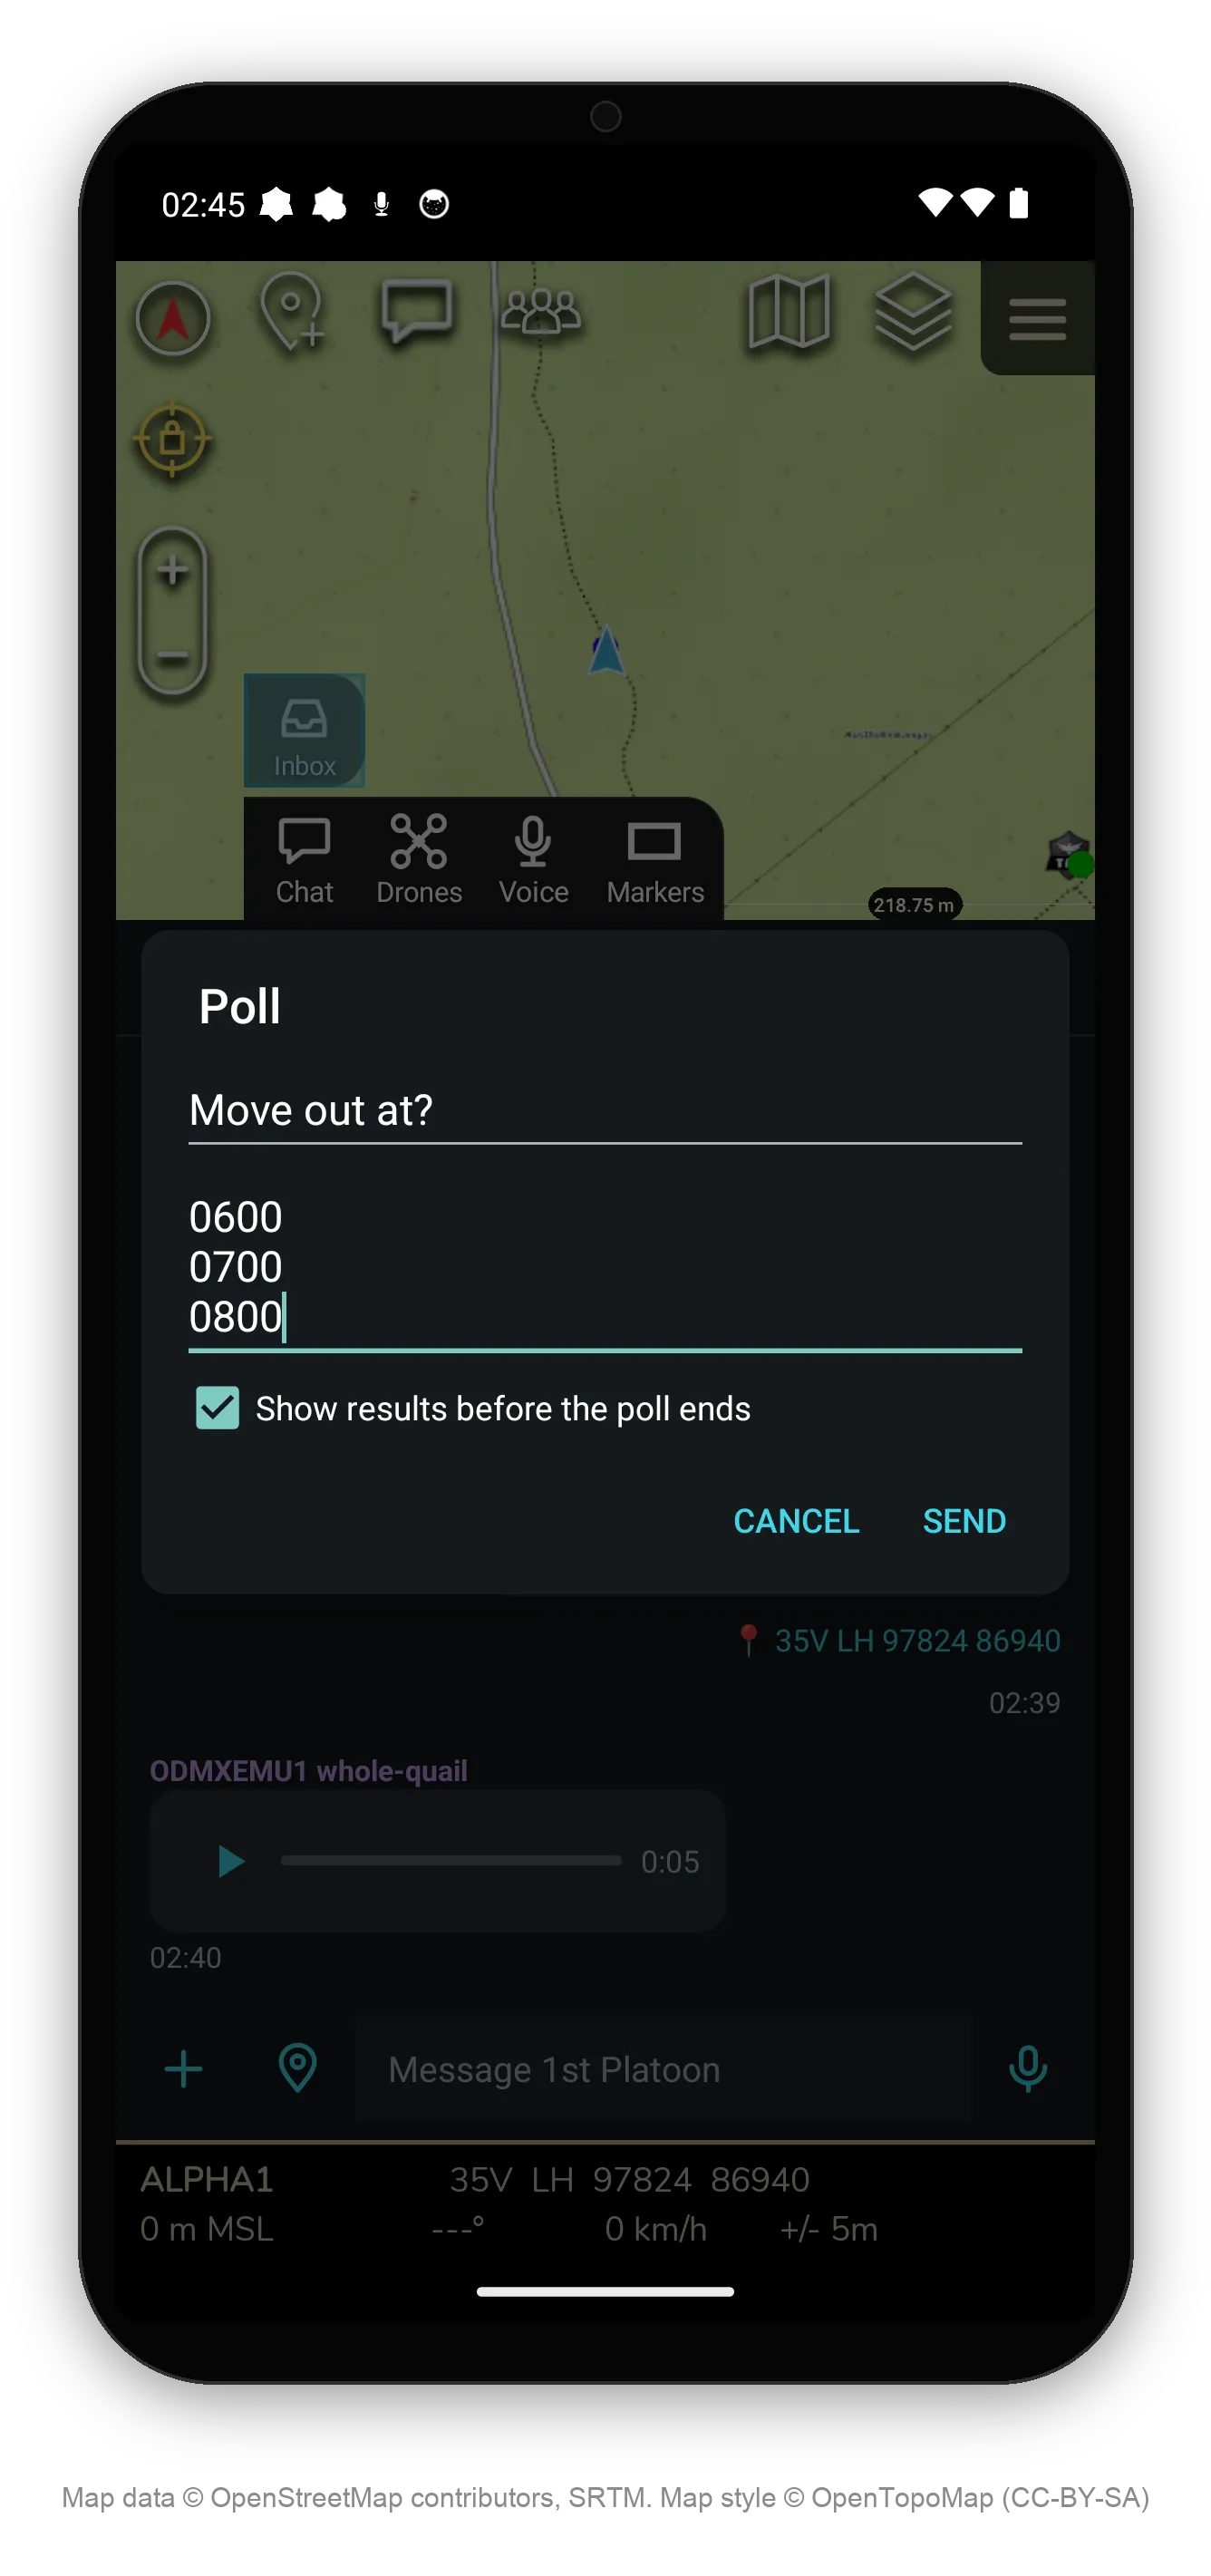 02:45
Inbox
Chat
Drones
Voice
Markers
218.75 m
Poll
Move out at?
0600
0700
0800
Show results before the poll ends
CANCEL
SEND
📍 35V LH 97824 86940
02:39
ODMXEMU1 whole-quail
0:05
02:40
Message 1st Platoon
ALPHA1
35V LH 97824 86940
0 m MSL
---°
0 km/h
+/- 5m
Map data © OpenStreetMap contributors, SRTM. Map style © OpenTopoMap (CC-BY-SA)